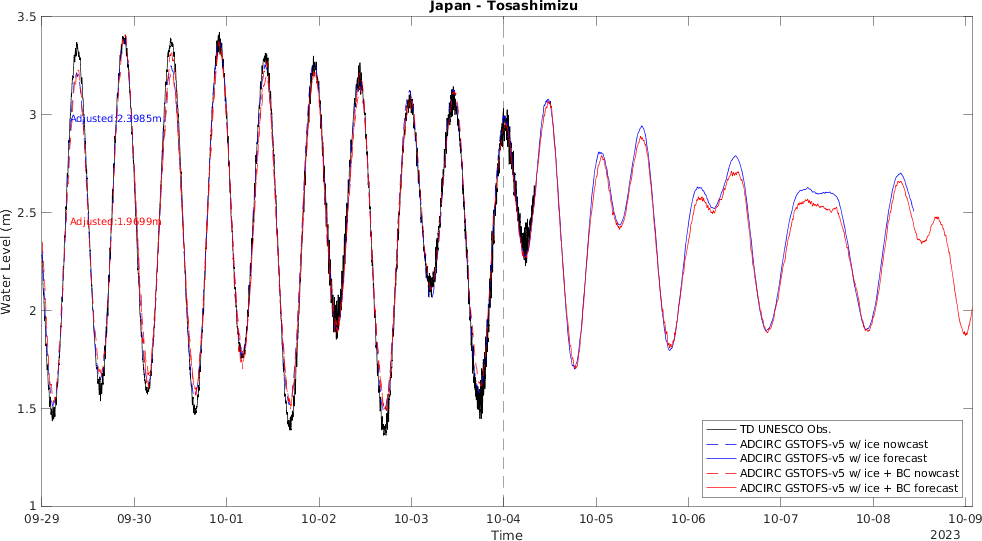 Japan - Tosashimizu
3.5
3
2.5
2
1.5
1
Water Level (m)
Adjusted:2.3985m
Adjusted:1.9699m
TD UNESCO Obs.
ADCIRC GSTOFS-v5 w/ ice nowcast
ADCIRC GSTOFS-v5 w/ ice forecast
ADCIRC GSTOFS-v5 w/ ice + BC nowcast
ADCIRC GSTOFS-v5 w/ ice + BC forecast
09-29 09-30 10-01 10-02 10-03 10-04 10-05 10-06 10-07 10-08 10-09
Time
2023